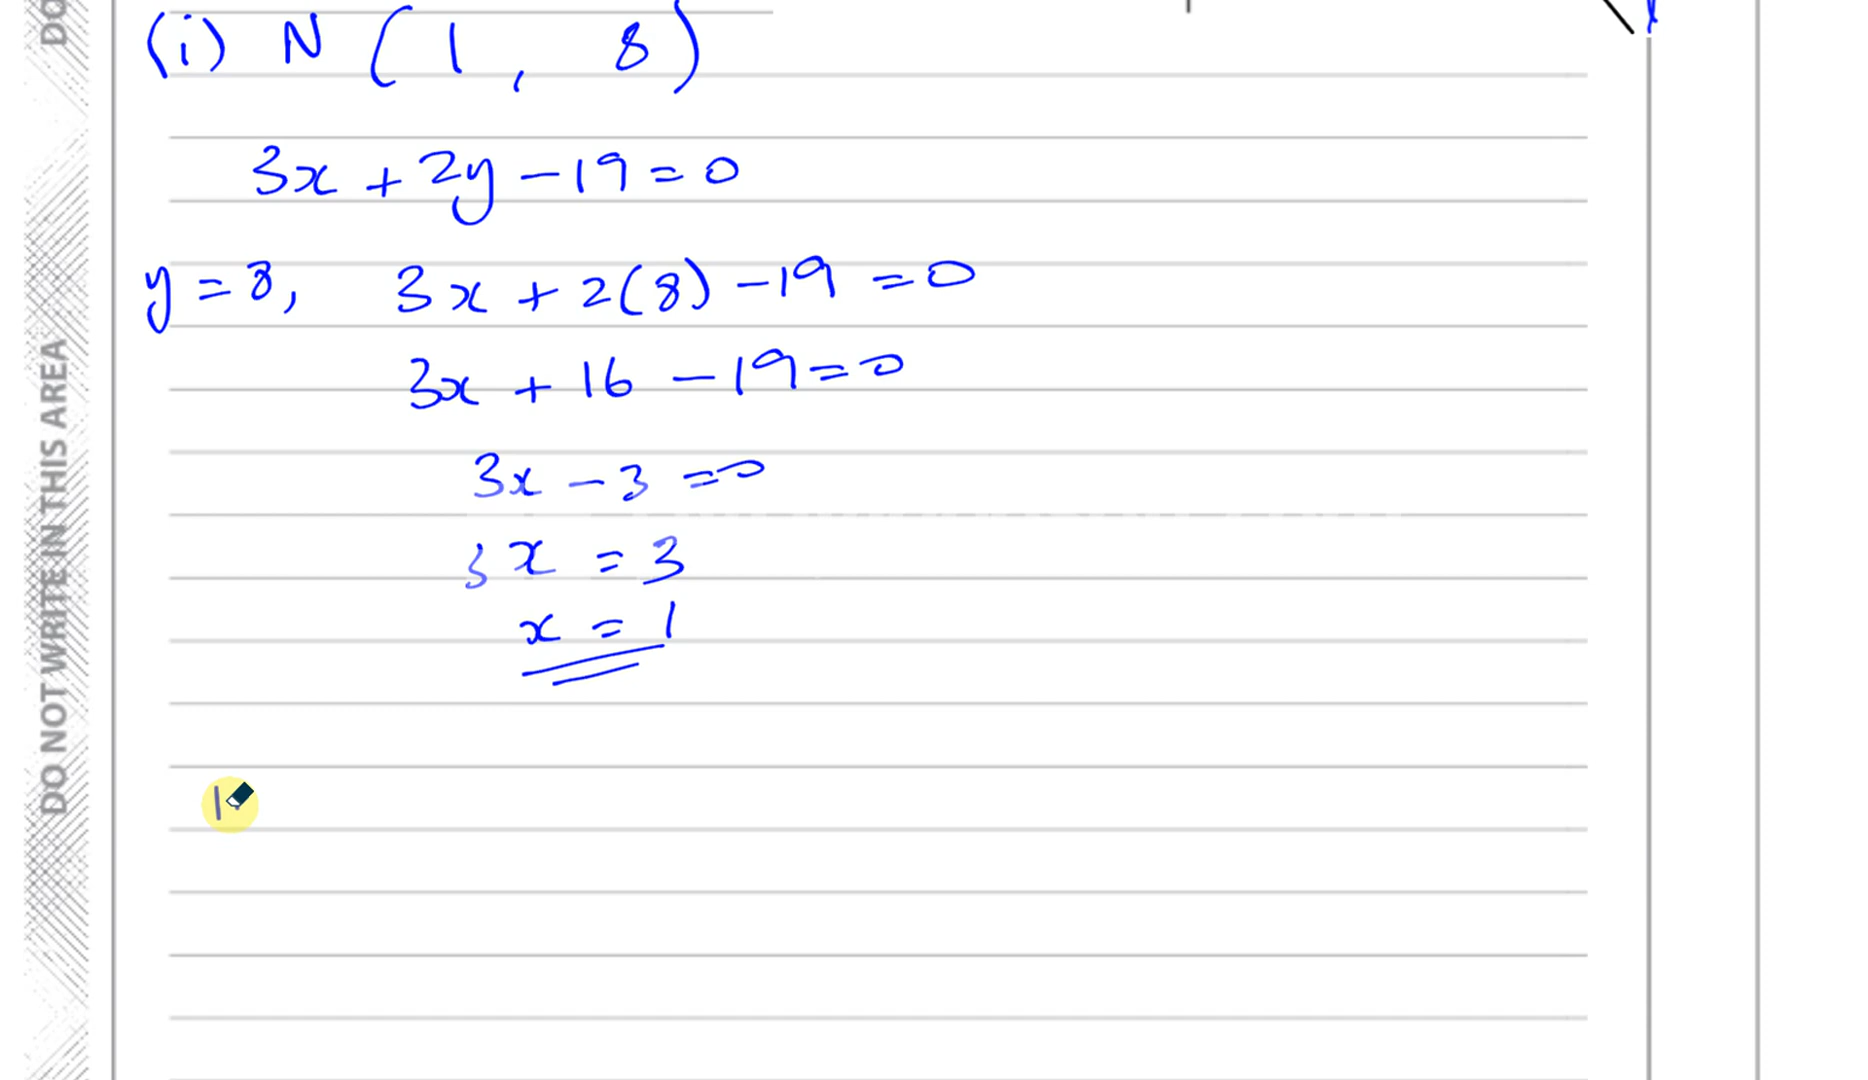 (i) N ( 1 , 8 )
3x + 2y - 19 = 0
y = 8, 3x + 2(8) - 19 = 0
3x + 16 - 19 = 0
3x - 3 = 0
3x = 3
x = 1
DO NOT WRITE IN THIS AREA
DO